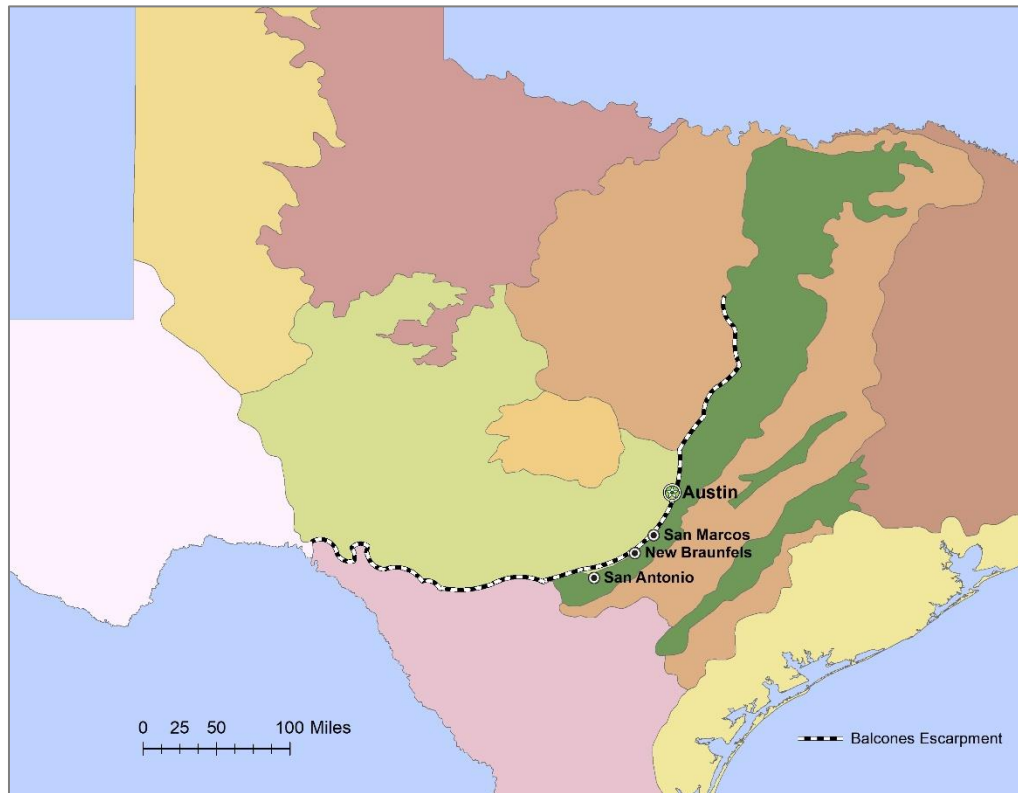 Austin
San Marcos
New Braunfels
San Antonio
0 25 50 100 Miles
Balcones Escarpment